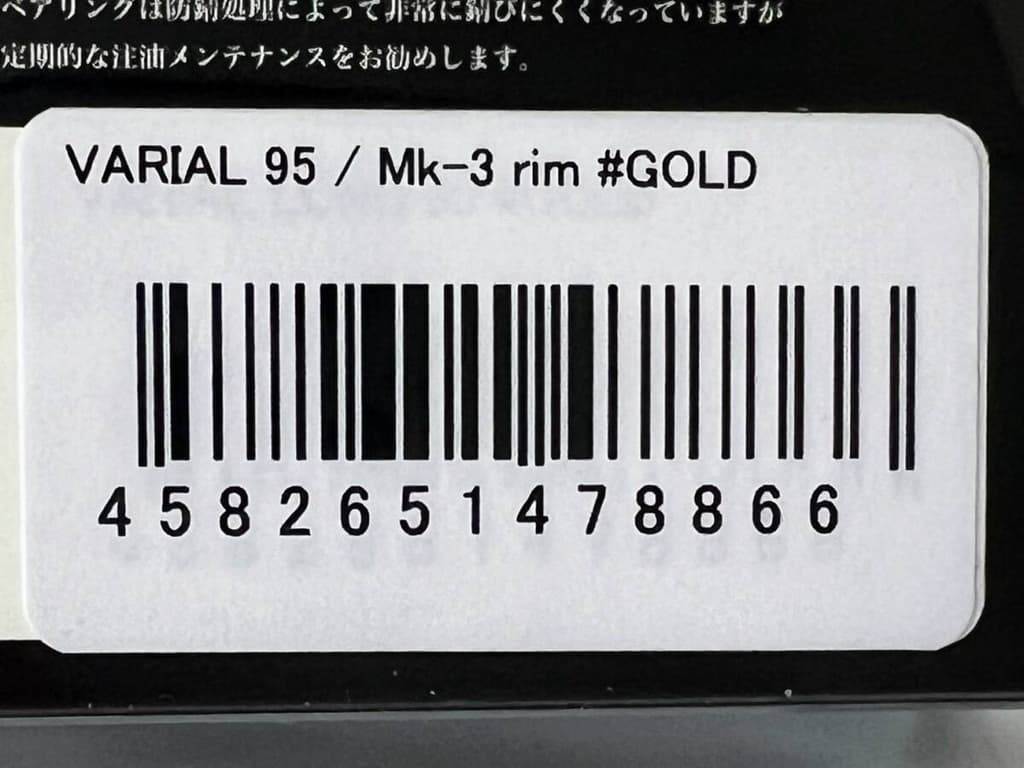 ベアリングは防錆処理によって非常に錆びにくくなっていますが
定期的な注油メンテナンスをお勧めします。
VARIAL 95 / Mk-3 rim #GOLD
4582651478866